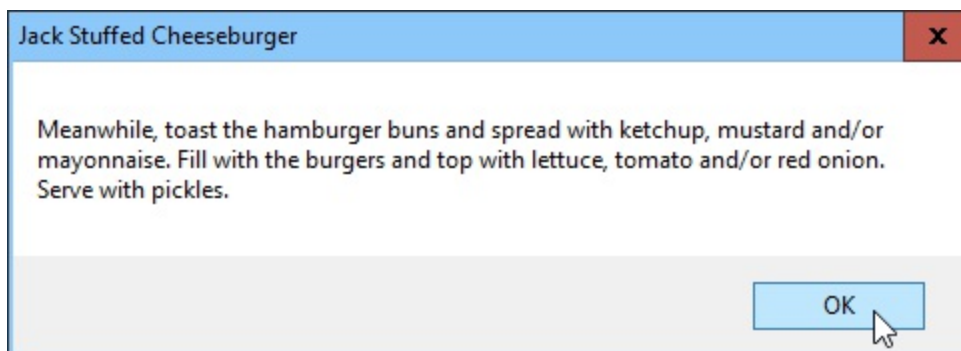 Jack Stuffed Cheeseburger
x
Meanwhile, toast the hamburger buns and spread with ketchup, mustard and/or
mayonnaise. Fill with the burgers and top with lettuce, tomato and/or red onion.
Serve with pickles.
OK